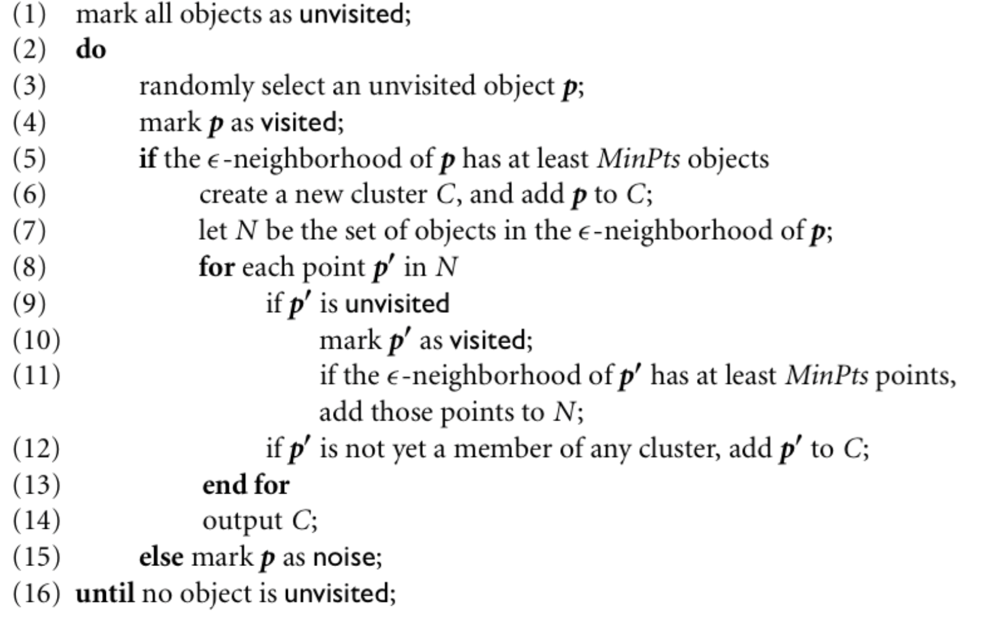 (1) mark all objects as unvisited;
(2) do
(3) randomly select an unvisited object p;
(4) mark p as visited;
(5) if the ϵ-neighborhood of p has at least MinPts objects
(6) create a new cluster C, and add p to C;
(7) let N be the set of objects in the ϵ-neighborhood of p;
(8) for each point p′ in N
(9) if p′ is unvisited
(10) mark p′ as visited;
(11) if the ϵ-neighborhood of p′ has at least MinPts points,
add those points to N;
(12) if p′ is not yet a member of any cluster, add p′ to C;
(13) end for
(14) output C;
(15) else mark p as noise;
(16) until no object is unvisited;